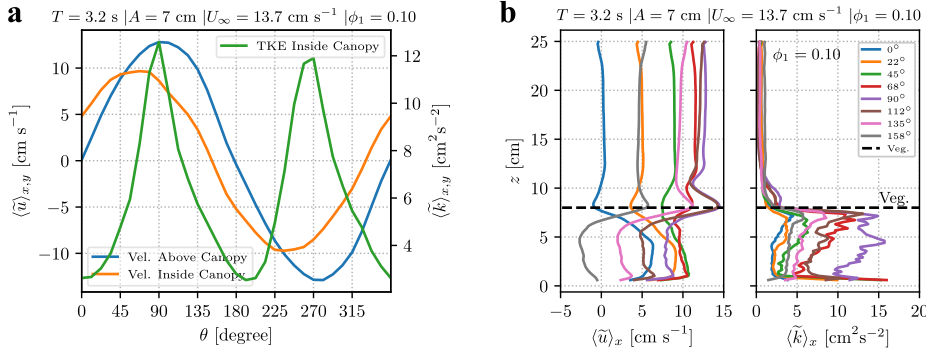 a
T = 3.2 s |A = 7 cm |U∞ = 13.7 cm s⁻¹ |ϕ₁ = 0.10
TKE Inside Canopy
Vel. Above Canopy
Vel. Inside Canopy
10
5
0
−5
−10
⟨ũ⟩x,y [cm s⁻¹]
12
10
8
6
4
⟨k̃⟩x,y [cm²s⁻²]
0 45 90 135 180 225 270 315
θ [degree]
b
T = 3.2 s |A = 7 cm |U∞ = 13.7 cm s⁻¹ |ϕ₁ = 0.10
25
20
15
10
5
0
z [cm]
−5 0 5 10 15
⟨ũ⟩x [cm s⁻¹]
ϕ₁ = 0.10
0°
22°
45°
68°
90°
112°
135°
158°
Veg.
Veg.
0 5 10 15 20
⟨k̃⟩x [cm²s−2]